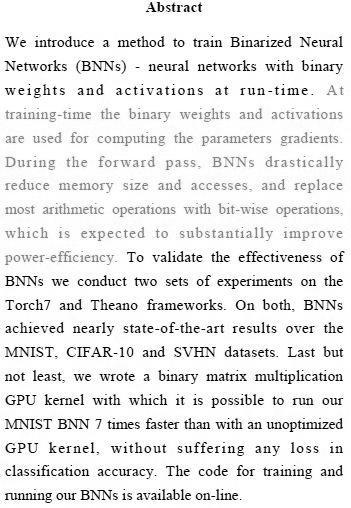 Abstract
We introduce a method to train Binarized Neural
Networks (BNNs) - neural networks with binary
weights and activations at run-time. At
training-time the binary weights and activations
are used for computing the parameters gradients.
During the forward pass, BNNs drastically
reduce memory size and accesses, and replace
most arithmetic operations with bit-wise operations,
which is expected to substantially improve
power-efficiency. To validate the effectiveness of
BNNs we conduct two sets of experiments on the
Torch7 and Theano frameworks. On both, BNNs
achieved nearly state-of-the-art results over the
MNIST, CIFAR-10 and SVHN datasets. Last but
not least, we wrote a binary matrix multiplication
GPU kernel with which it is possible to run our
MNIST BNN 7 times faster than with an unoptimized
GPU kernel, without suffering any loss in
classification accuracy. The code for training and
running our BNNs is available on-line.